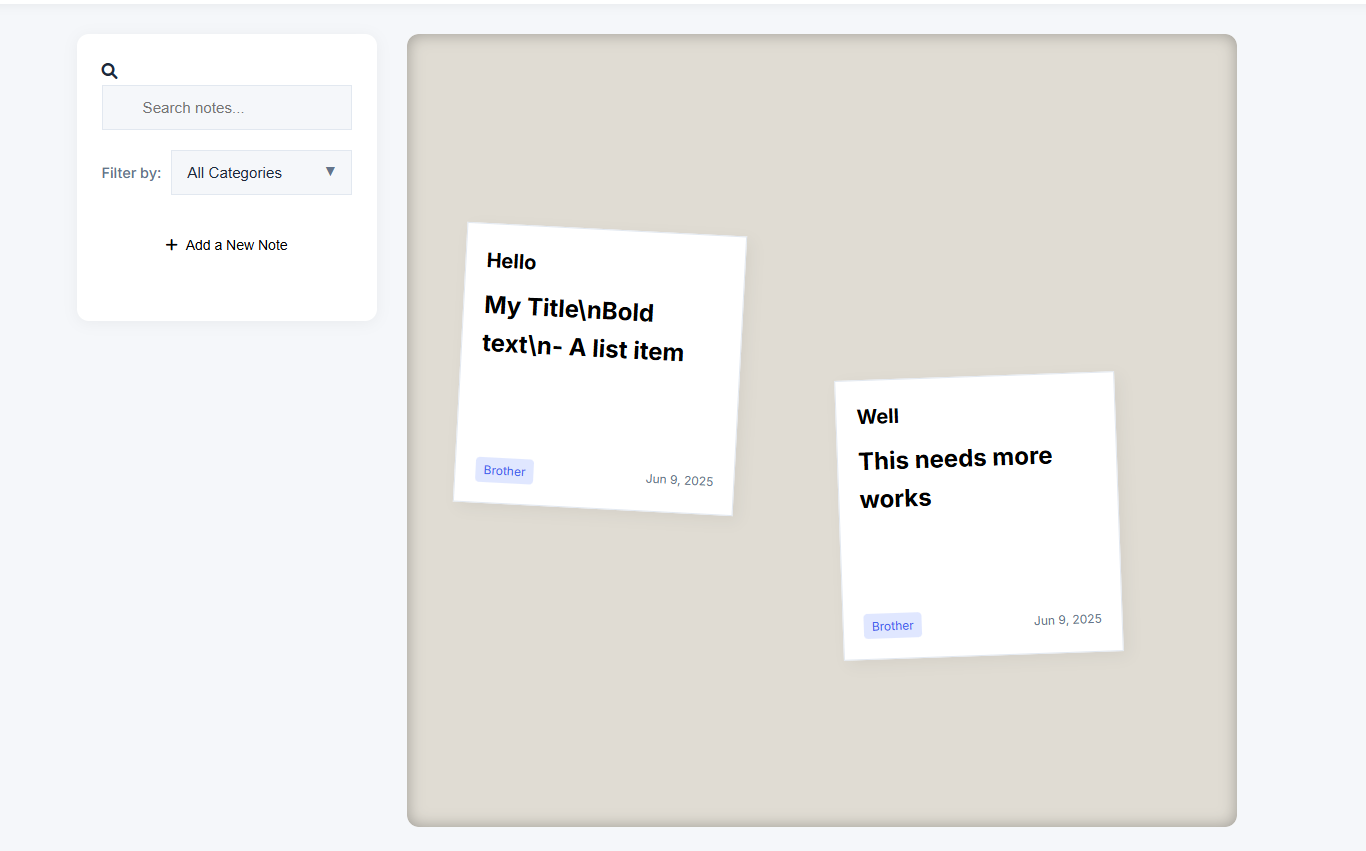 Search notes...
Filter by:
All Categories
Add a New Note
Hello
My Title\nBold
text\n- A list item
Brother
Jun 9, 2025
Well
This needs more
works
Brother
Jun 9, 2025